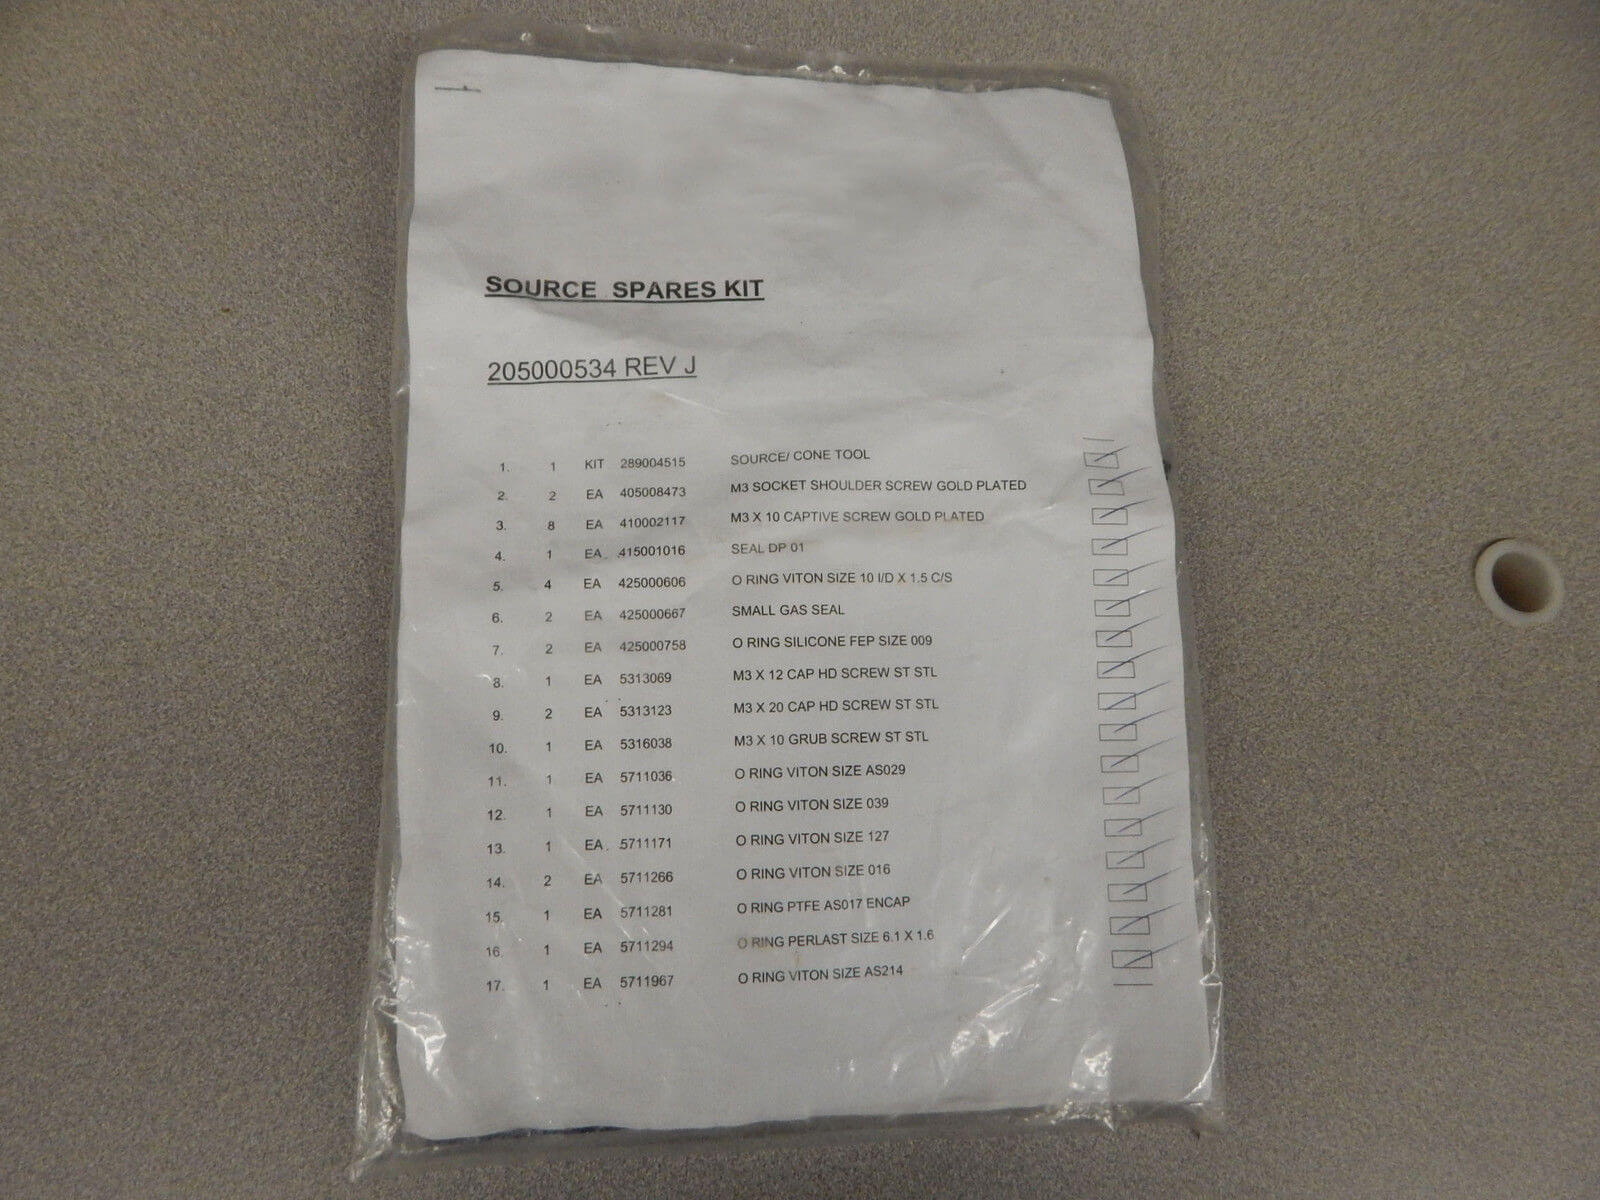 SOURCE SPARES KIT
205000534 REV J
1. 1 KIT 289004515 SOURCE/ CONE TOOL
2. 2 EA 405008473 M3 SOCKET SHOULDER SCREW GOLD PLATED
3. 8 EA 410002117 M3 X 10 CAPTIVE SCREW GOLD PLATED
4. 1 EA 415001016 SEAL DP 01
5. 4 EA 425000606 O RING VITON SIZE 10 I/D X 1.5 C/S
6. 2 EA 425000667 SMALL GAS SEAL
7. 2 EA 425000758 O RING SILICONE FEP SIZE 009
8. 1 EA 5313069 M3 X 12 CAP HD SCREW ST STL
9. 2 EA 5313123 M3 X 20 CAP HD SCREW ST STL
10. 1 EA 5316038 M3 X 10 GRUB SCREW ST STL
11. 1 EA 5711036 O RING VITON SIZE AS029
12. 1 EA 5711130 O RING VITON SIZE 039
13. 1 EA 5711171 O RING VITON SIZE 127
14. 2 EA 5711266 O RING VITON SIZE 016
15. 1 EA 5711281 O RING PTFE AS017 ENCAP
16. 1 EA 5711294 O RING PERLAST SIZE 6.1 X 1.6
17. 1 EA 5711967 O RING VITON SIZE AS214